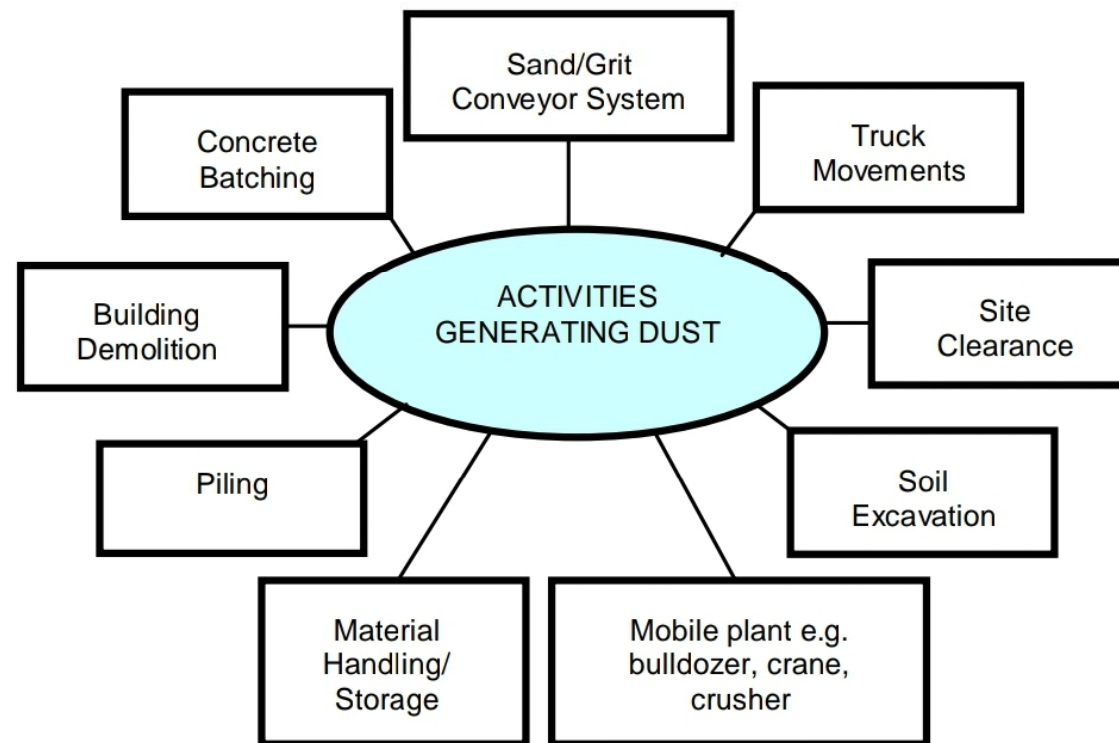 Sand/Grit
Conveyor System
Concrete
Batching
Truck
Movements
ACTIVITIES
GENERATING DUST
Building
Demolition
Site
Clearance
Piling
Soil
Excavation
Material
Handling/
Storage
Mobile plant e.g.
bulldozer, crane,
crusher